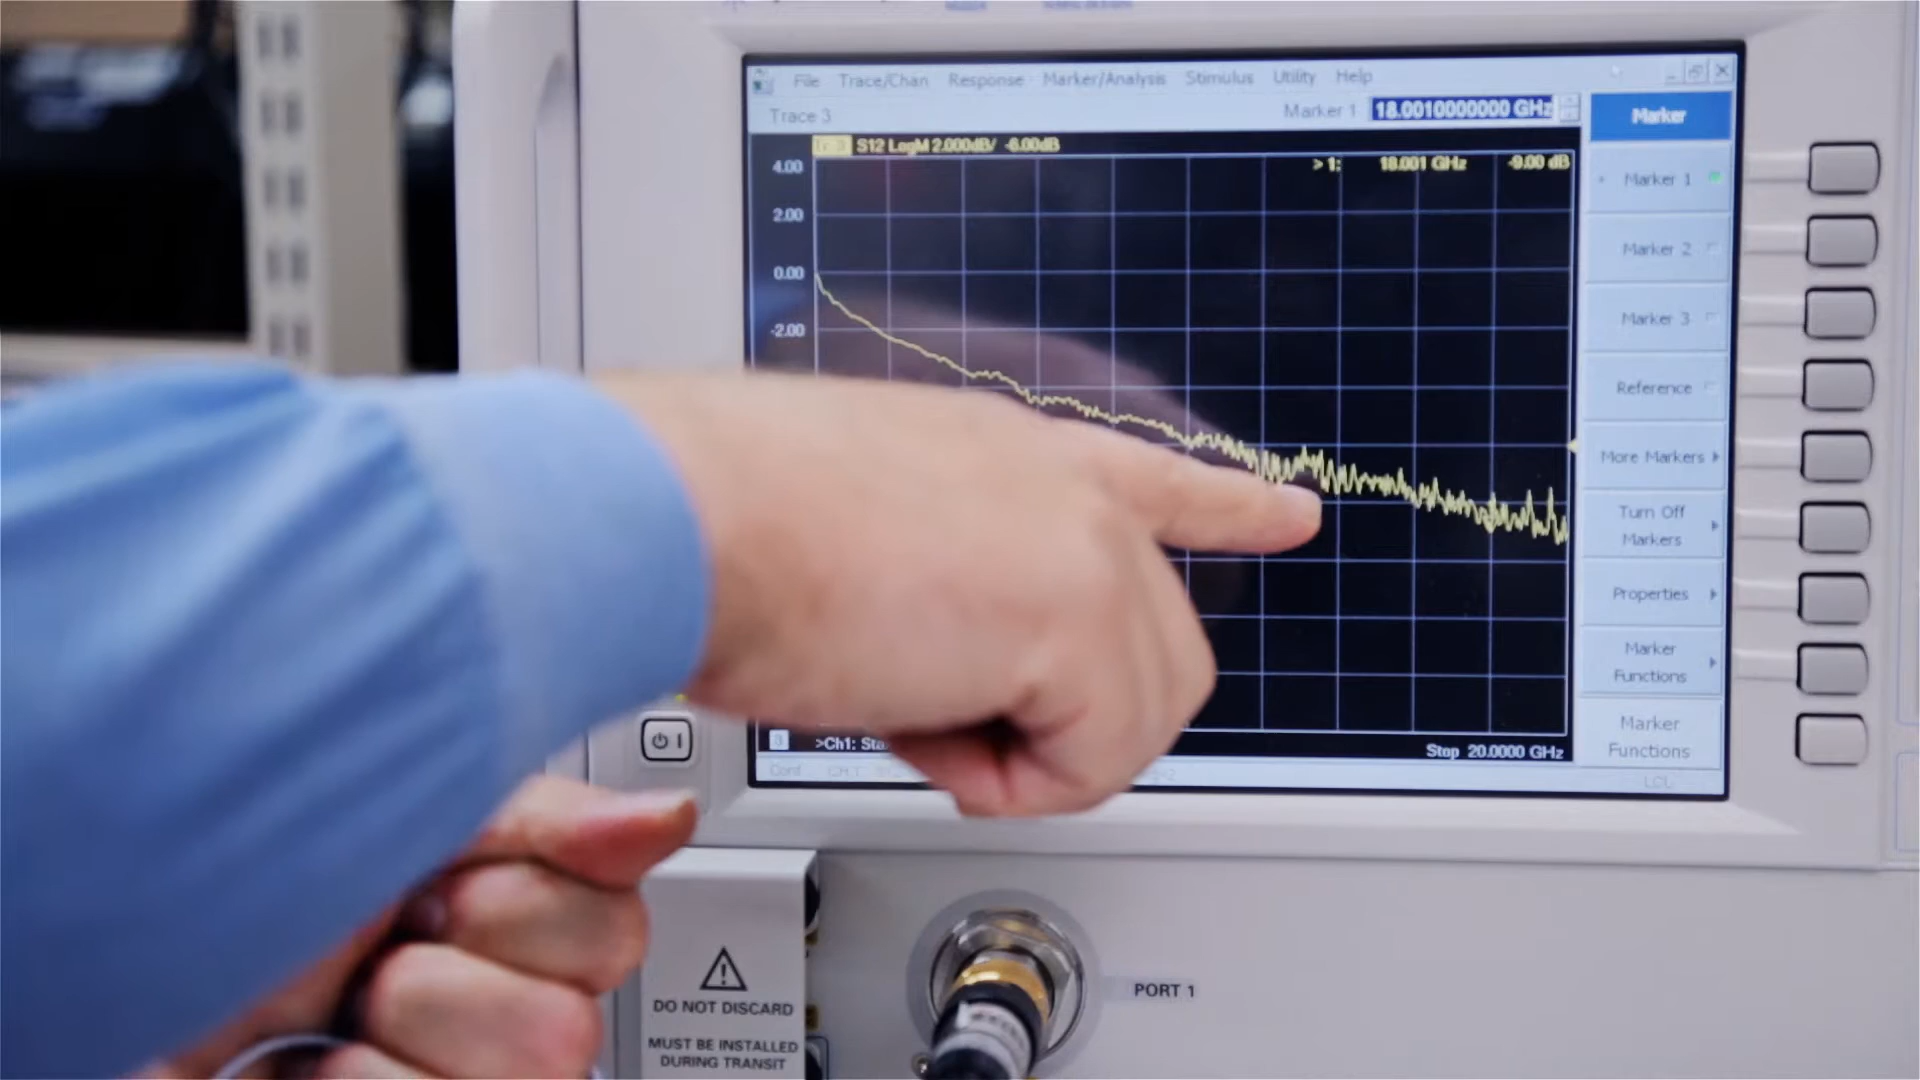 File Trace/Chan Response Marker/Analysis Stimulus Utility Help
Trace 3 Marker 1 18.0010000000 GHz
Marker
S12 LogM 2.000dB/ -6.00dB
> 1: 18.001 GHz -9.00 dB
4.00
2.00
0.00
-2.00
Marker 1
Marker 2
Marker 3
Reference
More Markers
Turn Off
Markers
Properties
Marker
Functions
Marker
Functions
3 >Ch1: Sta
Stop 20.0000 GHz
LCL
PORT 1
DO NOT DISCARD
MUST BE INSTALLED
DURING TRANSIT